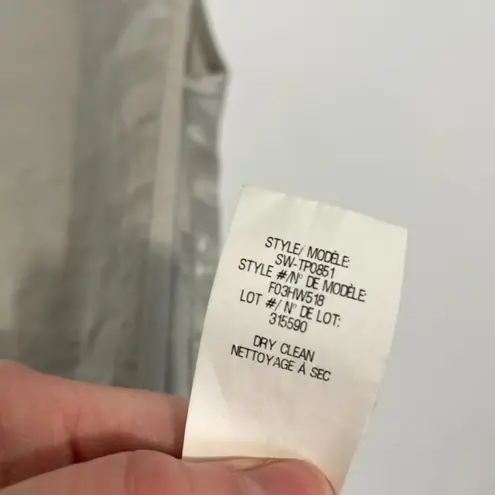 STYLE/ MODÈLE:
SW-TP0851
STYLE #/N° DE MODÈLE:
F03HW518
LOT #/ N° DE LOT:
315590
DRY CLEAN
NETTOYAGE À SEC